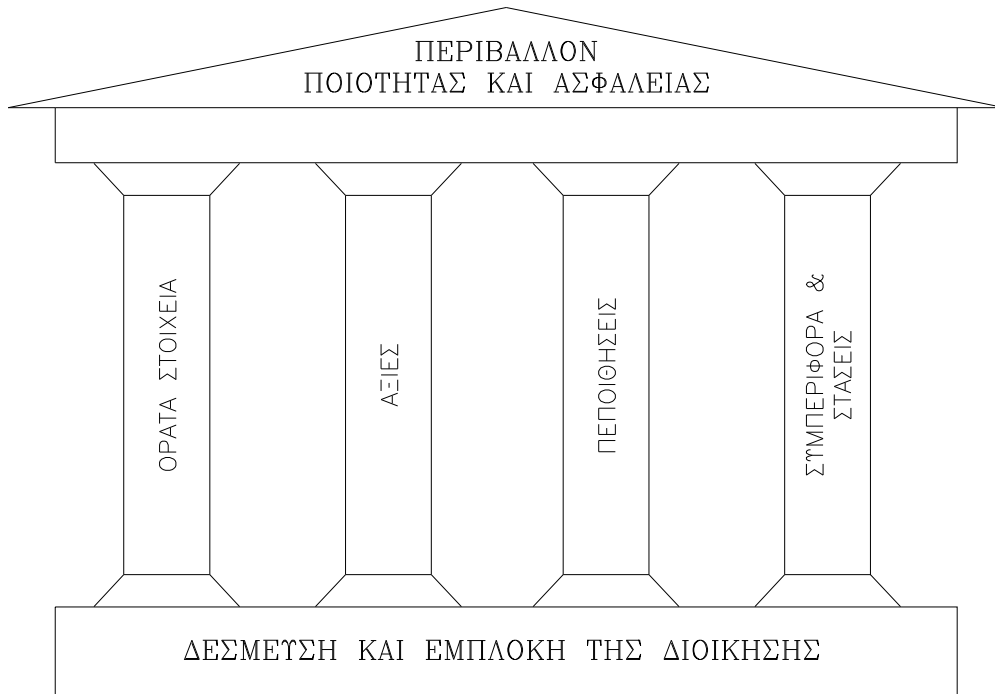 ΠΕΡΙΒΑΛΛΟΝ
ΠΟΙΟΤΗΤΑΣ ΚΑΙ ΑΣΦΑΛΕΙΑΣ
ΟΡΑΤΑ ΣΤΟΙΧΕΙΑ
ΑΞΙΕΣ
ΠΕΠΟΙΘΗΣΕΙΣ
ΣΥΜΠΕΡΙΦΟΡΑ &
ΣΤΑΣΕΙΣ
ΔΕΣΜΕΥΣΗ ΚΑΙ ΕΜΠΛΟΚΗ ΤΗΣ ΔΙΟΙΚΗΣΗΣ